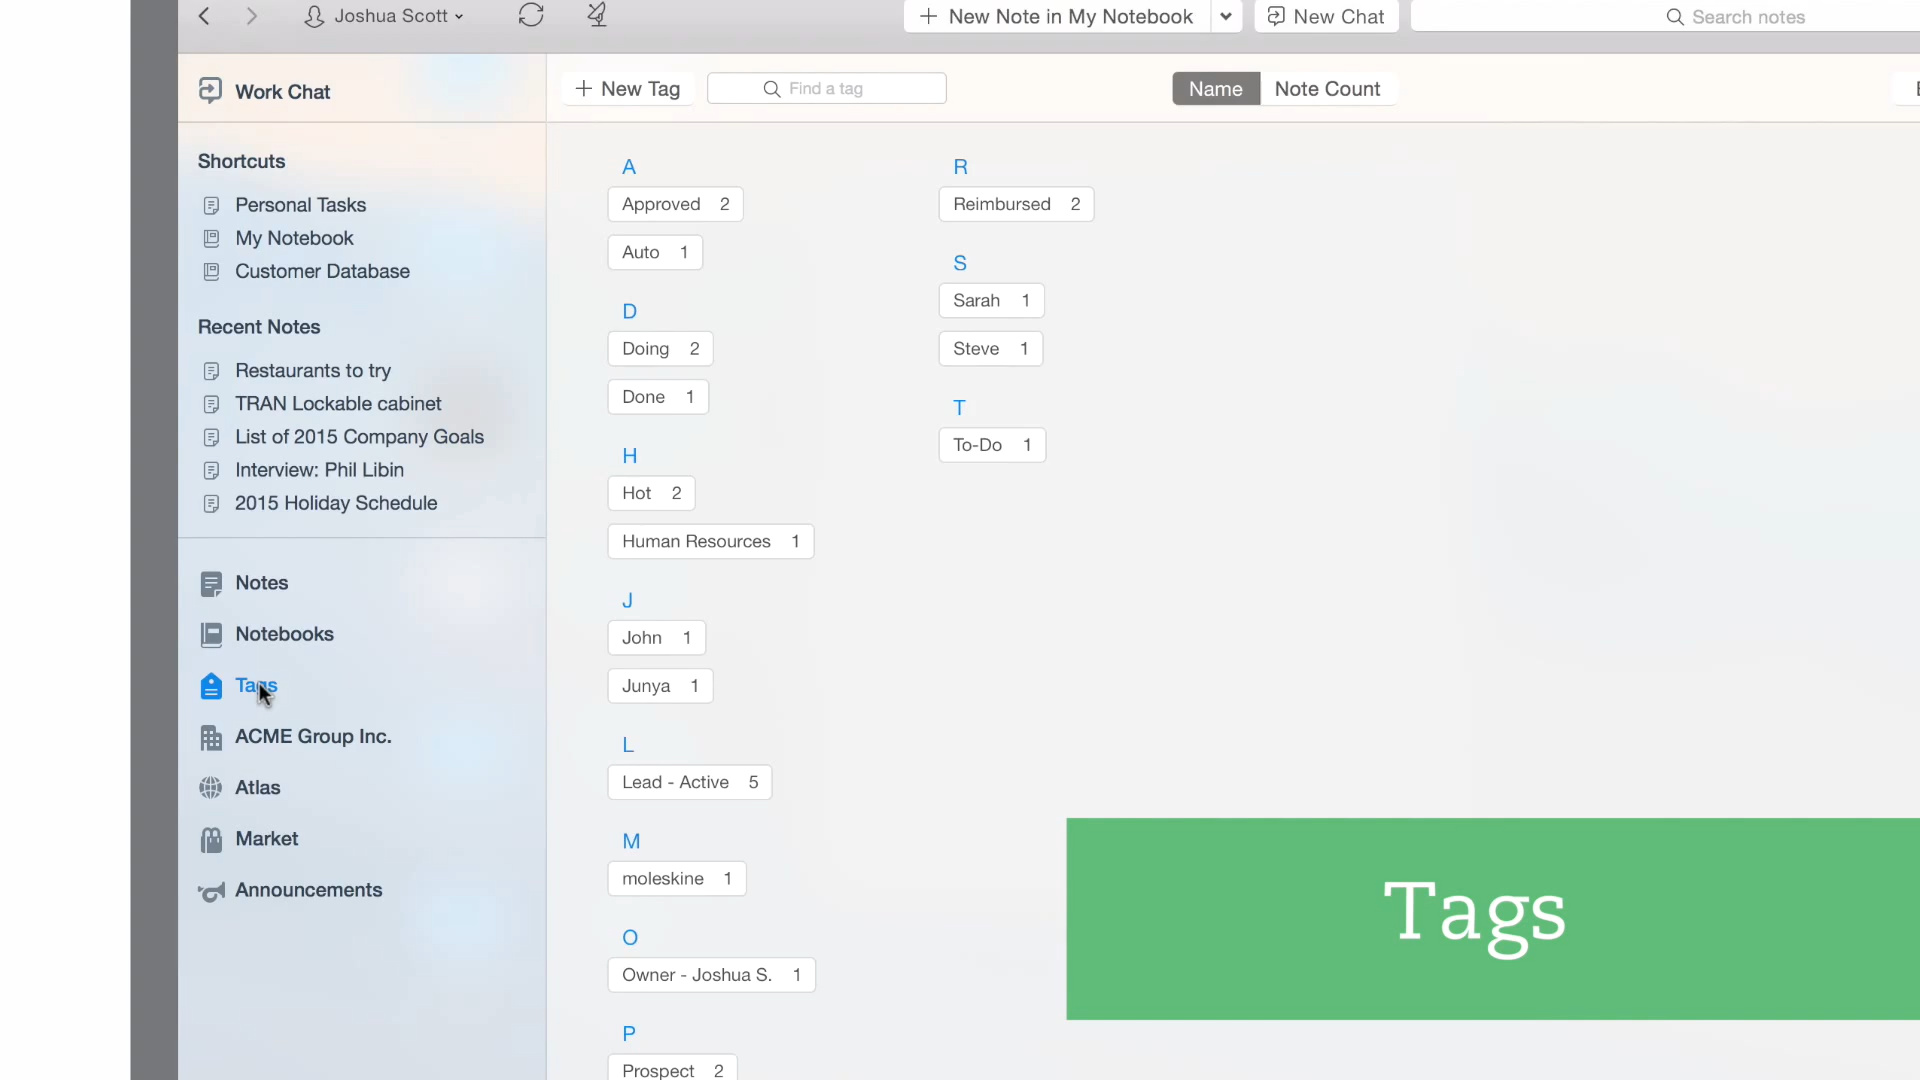 Joshua Scott
New Note in My Notebook
New Chat
Search notes
Work Chat
New Tag
Find a tag
Name
Note Count
Shortcuts
Personal Tasks
My Notebook
Customer Database
Recent Notes
Restaurants to try
TRAN Lockable cabinet
List of 2015 Company Goals
Interview: Phil Libin
2015 Holiday Schedule
Notes
Notebooks
Tags
ACME Group Inc.
Atlas
Market
Announcements
A
Approved 2
Auto 1
D
Doing 2
Done 1
H
Hot 2
Human Resources 1
J
John 1
Junya 1
L
Lead - Active 5
M
moleskine 1
O
Owner - Joshua S. 1
P
Prospect 2
R
Reimbursed 2
S
Sarah 1
Steve 1
T
To-Do 1
Tags